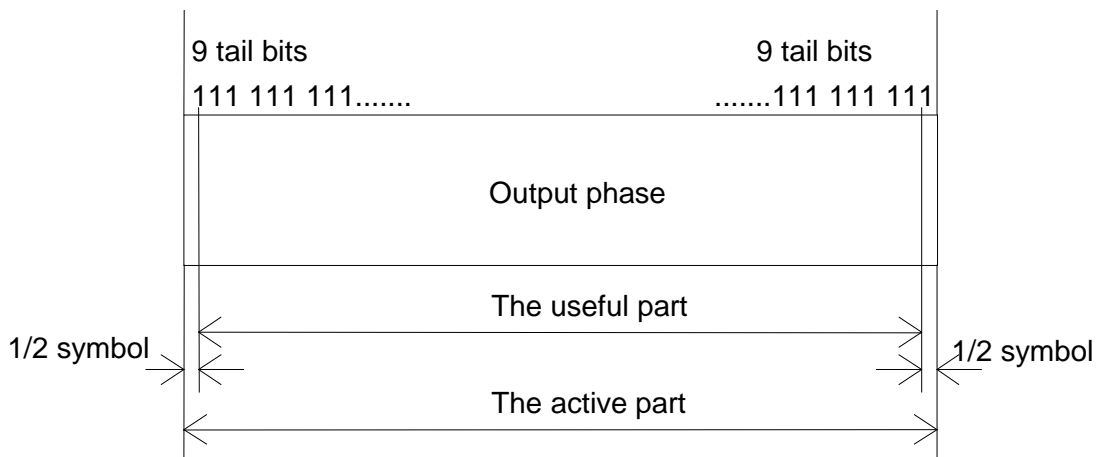 9 tail bits 9 tail bits
111 111 111....... .......111 111 111
Output phase
The useful part
1/2 symbol 1/2 symbol
The active part